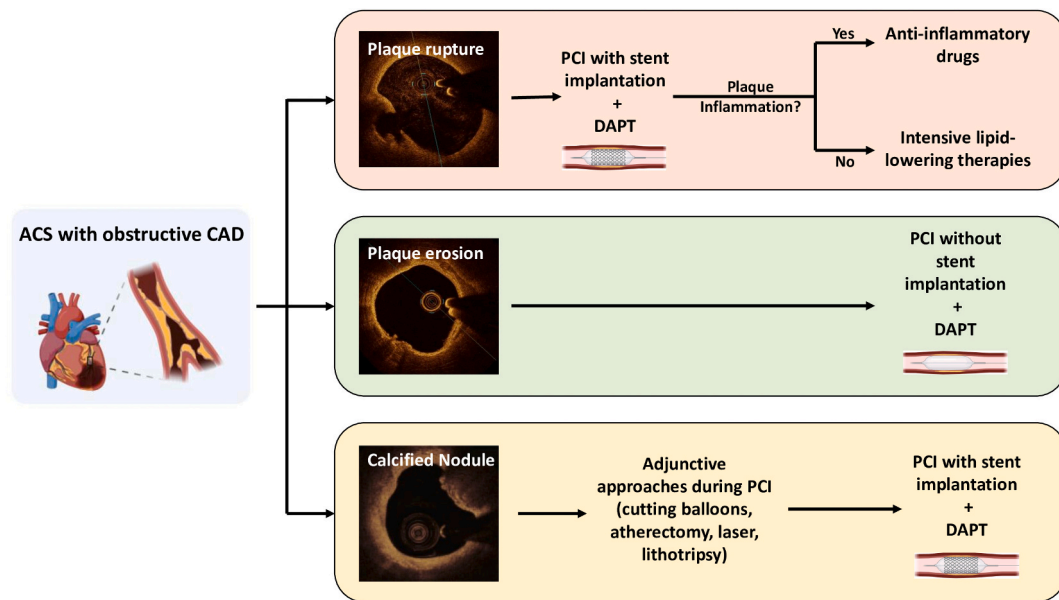 ACS with obstructive CAD
Plaque rupture
PCI with stent
implantation
+
DAPT
Plaque
Inflammation?
Yes
Anti-inflammatory
drugs
No
Intensive lipid-
lowering therapies
Plaque erosion
PCI without
stent
implantation
+
DAPT
Calcified Nodule
Adjunctive
approaches during PCI
(cutting balloons,
atherectomy, laser,
lithotripsy)
PCI with stent
implantation
+
DAPT